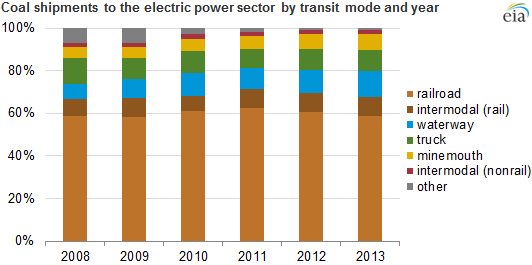 Coal shipments to the electric power sector by transit mode and year
eia
100%
80%
60%
40%
20%
0%
2008 2009 2010 2011 2012 2013
railroad
intermodal (rail)
waterway
truck
minemouth
intermodal (nonrail)
other